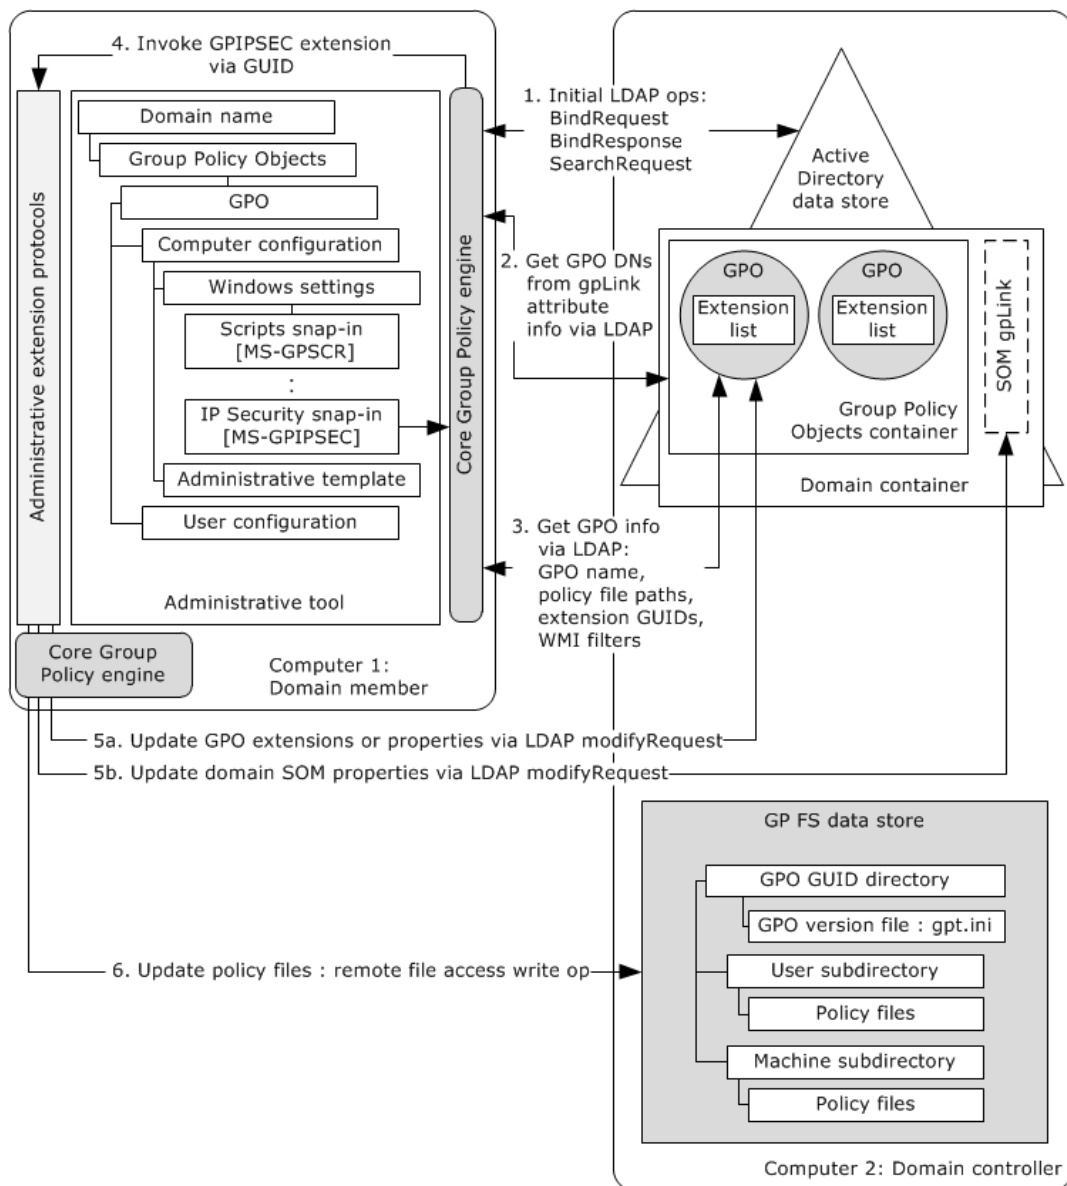 4. Invoke GPIPSEC extension
via GUID
Administrative extension protocols
Domain name
Group Policy Objects
GPO
Computer configuration
Windows settings
Scripts snap-in
[MS-GPSCR]
:
IP Security snap-in
[MS-GPIPSEC]
Administrative template
User configuration
Administrative tool
Core Group Policy engine
Core Group
Policy engine
Computer 1:
Domain member
1. Initial LDAP ops:
BindRequest
BindResponse
SearchRequest
2. Get GPO DNs
from gpLink
attribute
info via LDAP
3. Get GPO info
via LDAP:
GPO name,
policy file paths,
extension GUIDs,
WMI filters
Active
Directory
data store
GPO
Extension
list
GPO
Extension
list
SOM gpLink
Group Policy
Objects container
Domain container
5a. Update GPO extensions or properties via LDAP modifyRequest
5b. Update domain SOM properties via LDAP modifyRequest
6. Update policy files : remote file access write op
GP FS data store
GPO GUID directory
GPO version file : gpt.ini
User subdirectory
Policy files
Machine subdirectory
Policy files
Computer 2: Domain controller